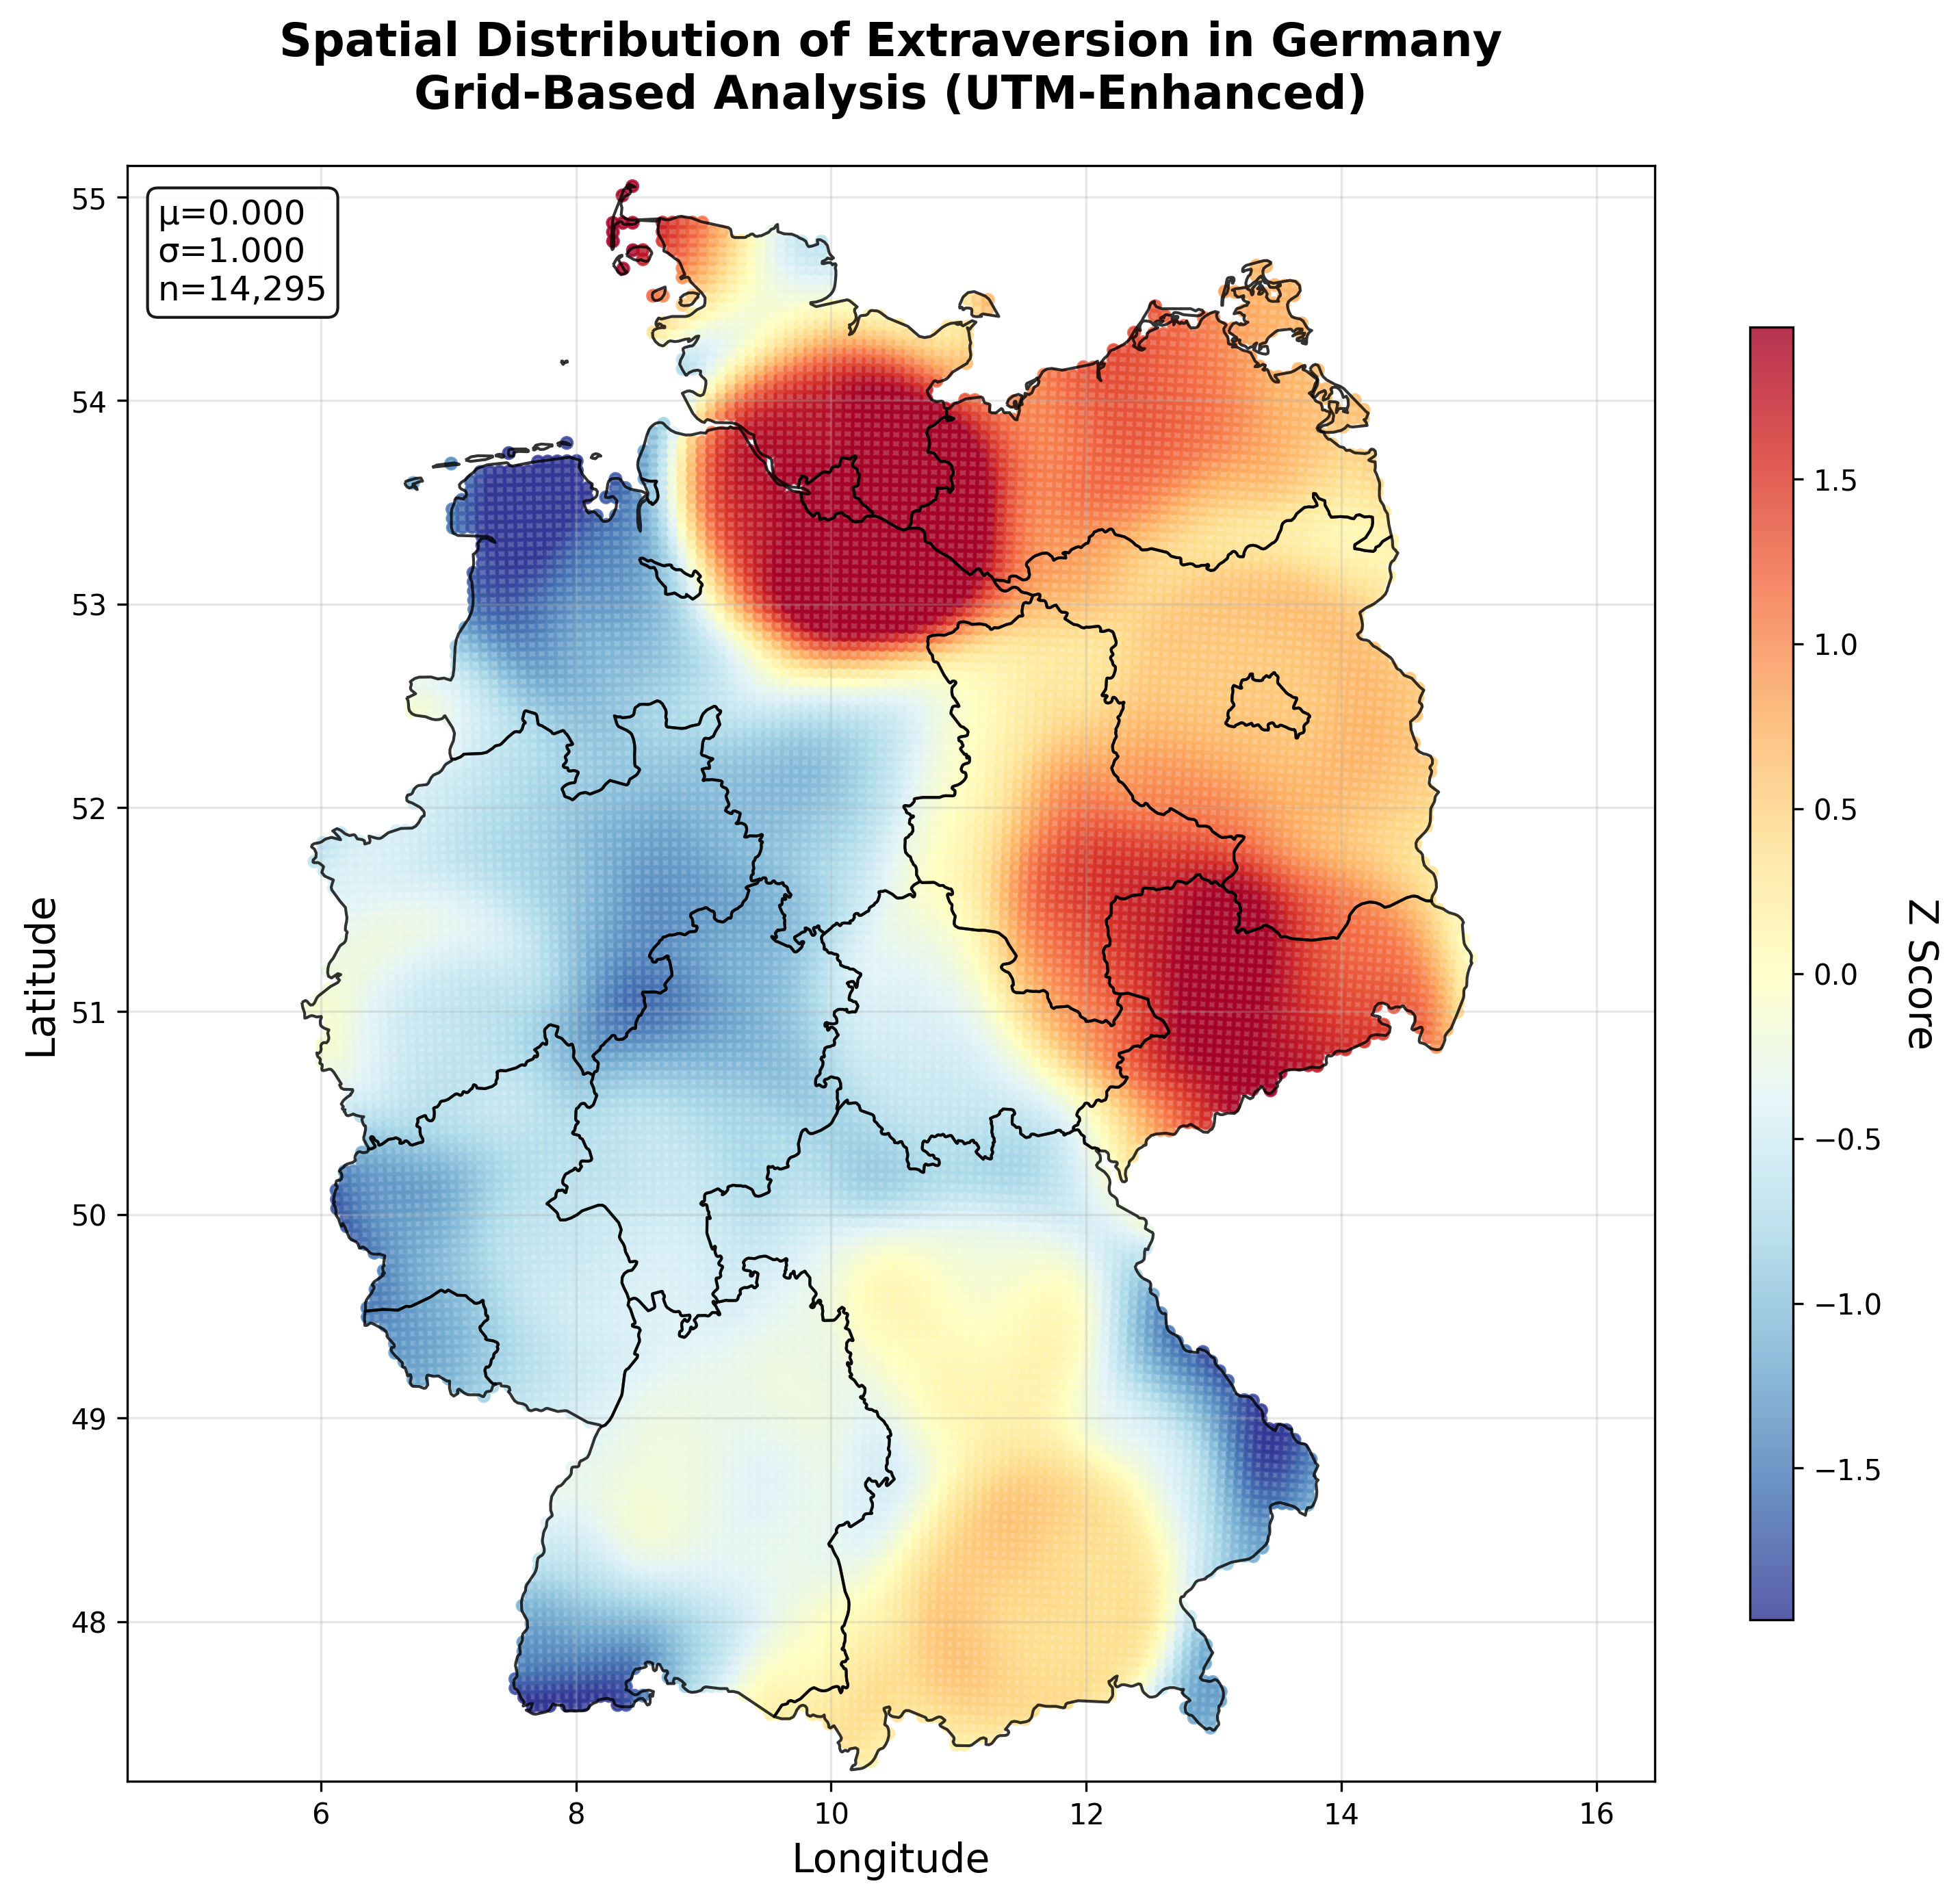 Spatial Distribution of Extraversion in Germany
Grid-Based Analysis (UTM-Enhanced)
μ=0.000
σ=1.000
n=14,295
55
54
53
52
51
50
49
48
Latitude
6
8
10
12
14
16
Longitude
1.5
1.0
0.5
0.0
−0.5
−1.0
−1.5
Z Score